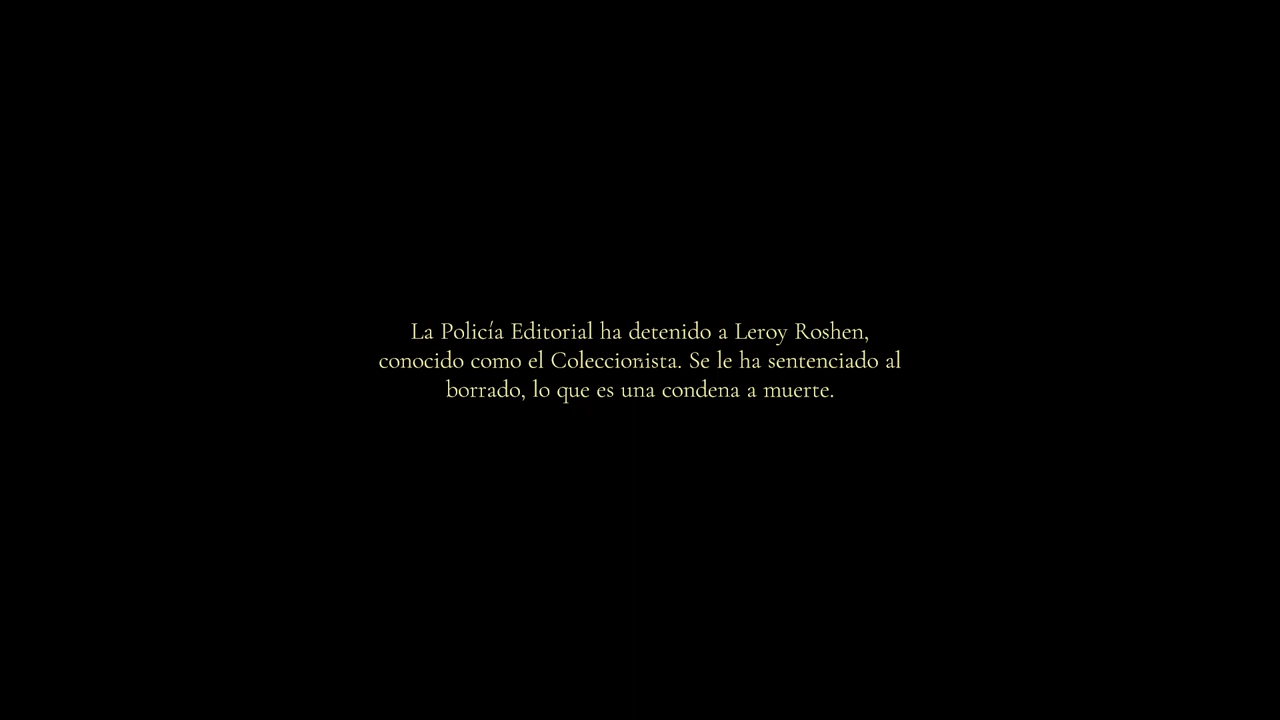 La Policía Editorial ha detenido a Leroy Roshen,
conocido como el Coleccionista. Se le ha sentenciado al
borrado, lo que es una condena a muerte.